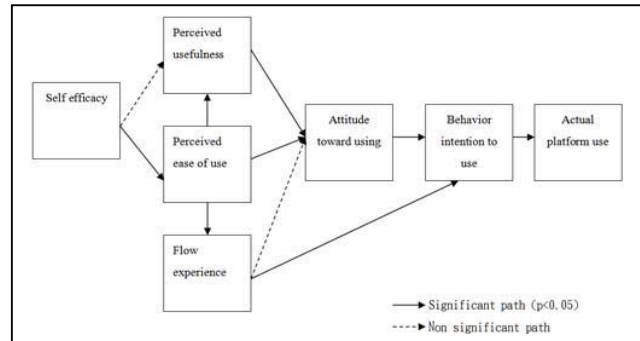 Perceived
usefulness
Self efficacy
Perceived
ease of use
Attitude
toward using
Behavior
intention to
use
Actual
platform use
Flow
experience
Significant path (p<0.05)
Non significant path